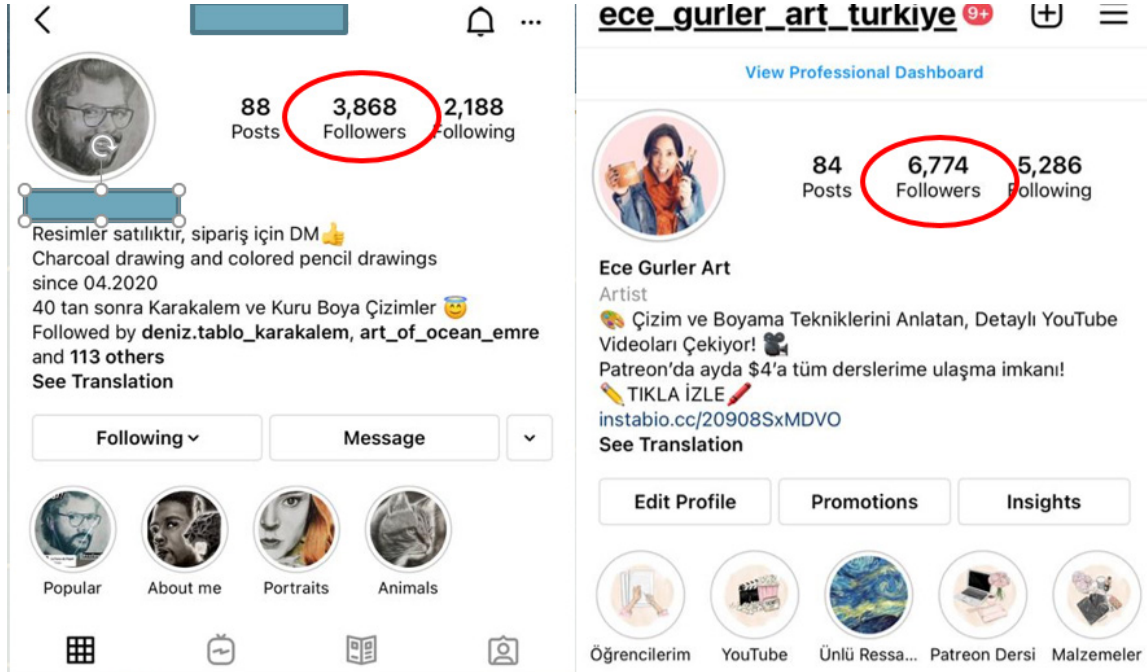 88
Posts
3,868
Followers
2,188
Following
Resimler satılıktır, sipariş için DM👍
Charcoal drawing and colored pencil drawings
since 04.2020
40 tan sonra Karakalem ve Kuru Boya Çizimler 😇
Followed by deniz.tablo_karakalem, art_of_ocean_emre
and 113 others
See Translation
Following
Message
Popular
About me
Portraits
Animals
ece_gurler_art_turkiye 9+
View Professional Dashboard
84
Posts
6,774
Followers
5,286
Following
Ece Gurler Art
Artist
🎨 Çizim ve Boyama Tekniklerini Anlatan, Detaylı YouTube
Videoları Çekiyor! 🎥
Patreon’da ayda $4’a tüm derslerime ulaşma imkanı!
✏️TIKLA İZLE🖍️
instabio.cc/20908SxMDVO
See Translation
Edit Profile
Promotions
Insights
Öğrencilerim
YouTube
Ünlü Ressa...
Patreon Dersi
Malzemeler